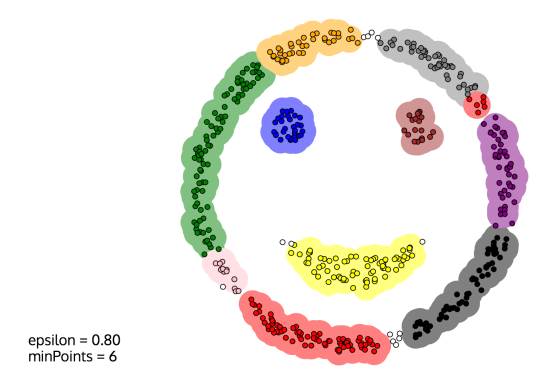 epsilon = 0.80
minPoints = 6